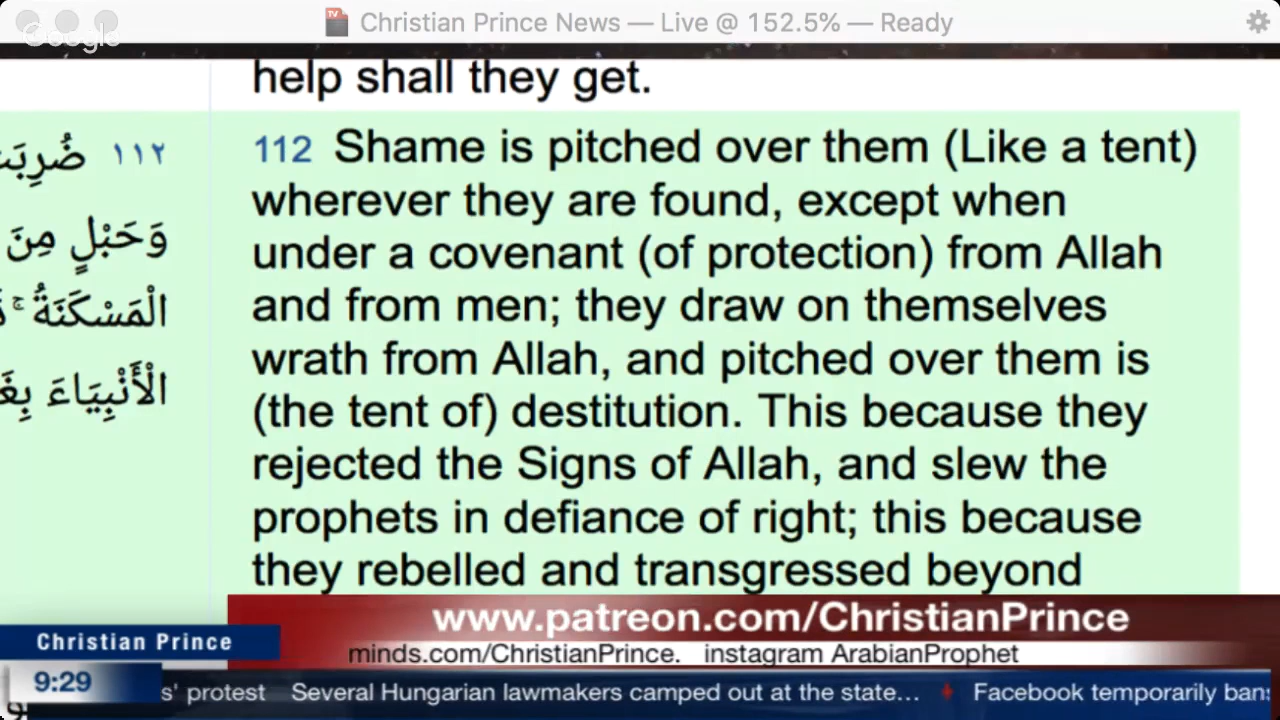 Christian Prince News — Live @ 152.5% — Ready
Google
help shall they get.
112 Shame is pitched over them (Like a tent)
wherever they are found, except when
under a covenant (of protection) from Allah
and from men; they draw on themselves
wrath from Allah, and pitched over them is
(the tent of) destitution. This because they
rejected the Signs of Allah, and slew the
prophets in defiance of right; this because
they rebelled and transgressed beyond
١١٢ ضُرِبَت
وَحَبْلٍ مِنَ
الْمَسْكَنَةُ ۚ
الْأَنْبِيَاءَ بِغَ
www.patreon.com/ChristianPrince
Christian Prince
minds.com/ChristianPrince. instagram ArabianProphet
9:29
s' protest Several Hungarian lawmakers camped out at the state... Facebook temporarily bans